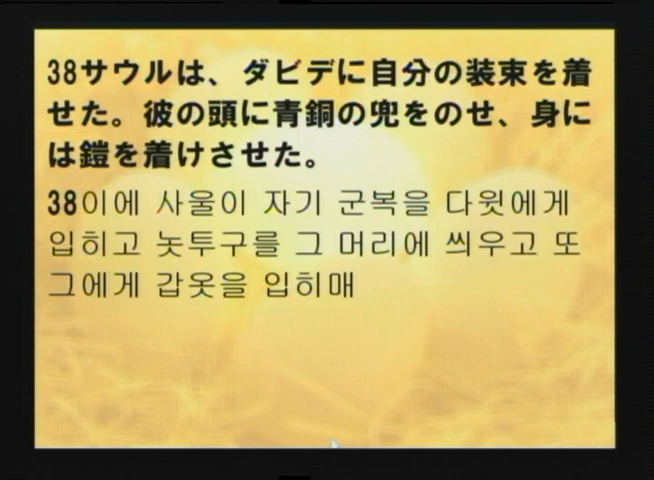 38サウルは、ダビデに自分の装束を着
せた。彼の頭に青銅の兜をのせ、身に
は鎧を着けさせた。
38이에 사울이 자기 군복을 다윗에게
입히고 놋투구를 그 머리에 씌우고 또
그에게 갑옷을 입히매